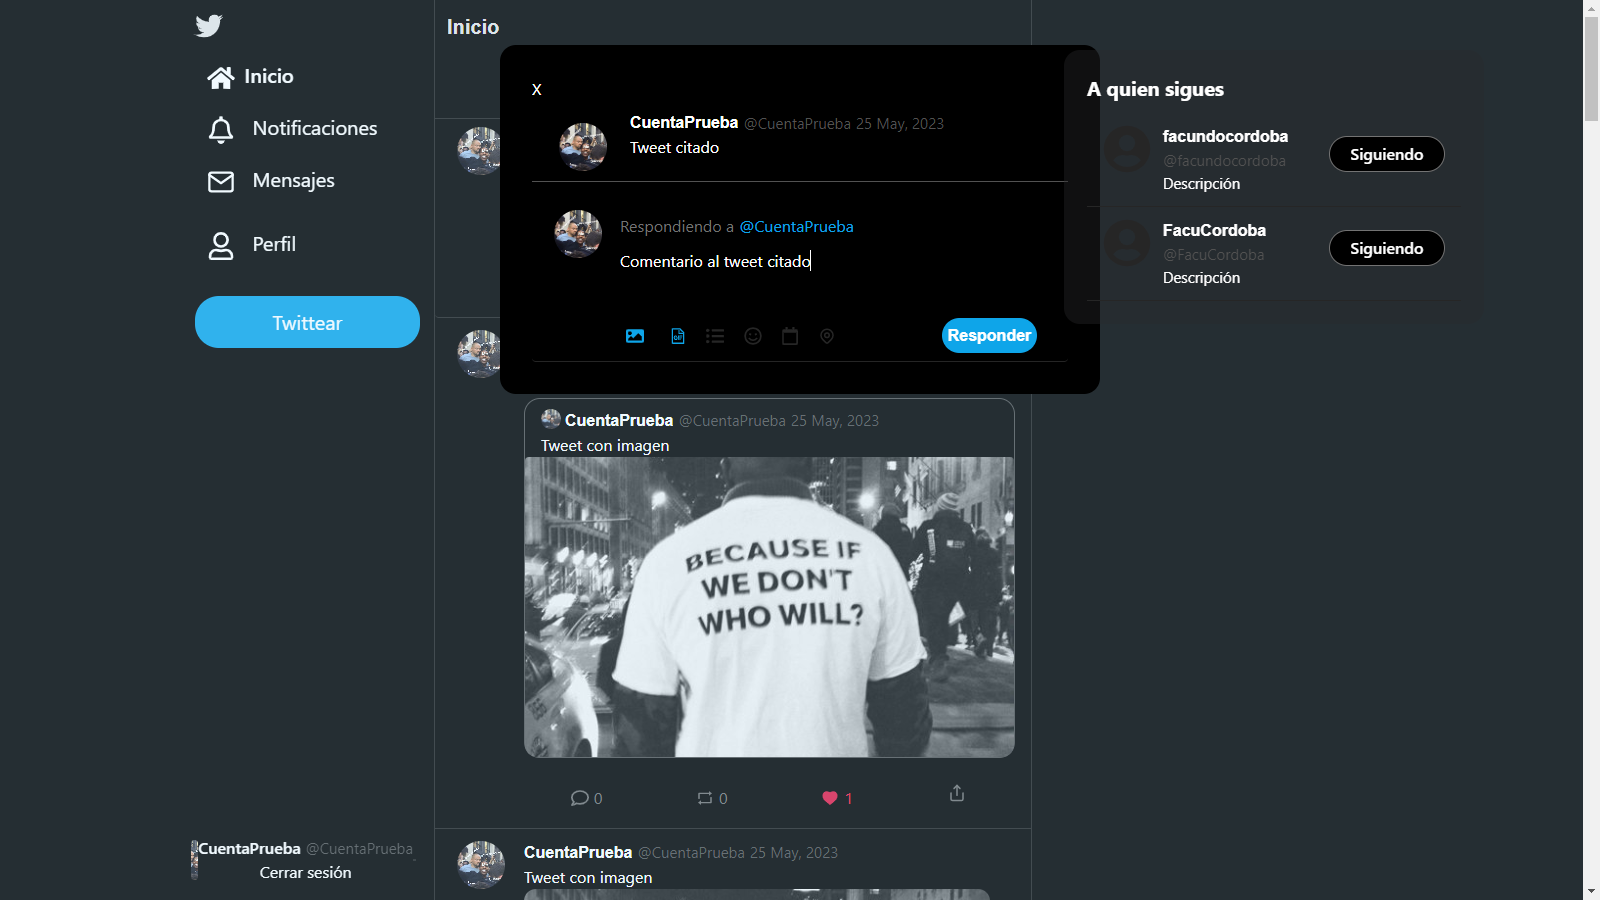 Inicio
Notificaciones
Mensajes
Perfil
Twittear
CuentaPrueba @CuentaPrueba
Cerrar sesión
Inicio
X
CuentaPrueba @CuentaPrueba 25 May, 2023
Tweet citado
Respondiendo a @CuentaPrueba
Comentario al tweet citado
GIF
Responder
CuentaPrueba @CuentaPrueba 25 May, 2023
Tweet con imagen
BECAUSE IF
WE DON'T
WHO WILL?
0 0 1
CuentaPrueba @CuentaPrueba 25 May, 2023
Tweet con imagen
A quien sigues
facundocordoba
@facundocordoba
Descripción
Siguiendo
FacuCordoba
@FacuCordoba
Descripción
Siguiendo